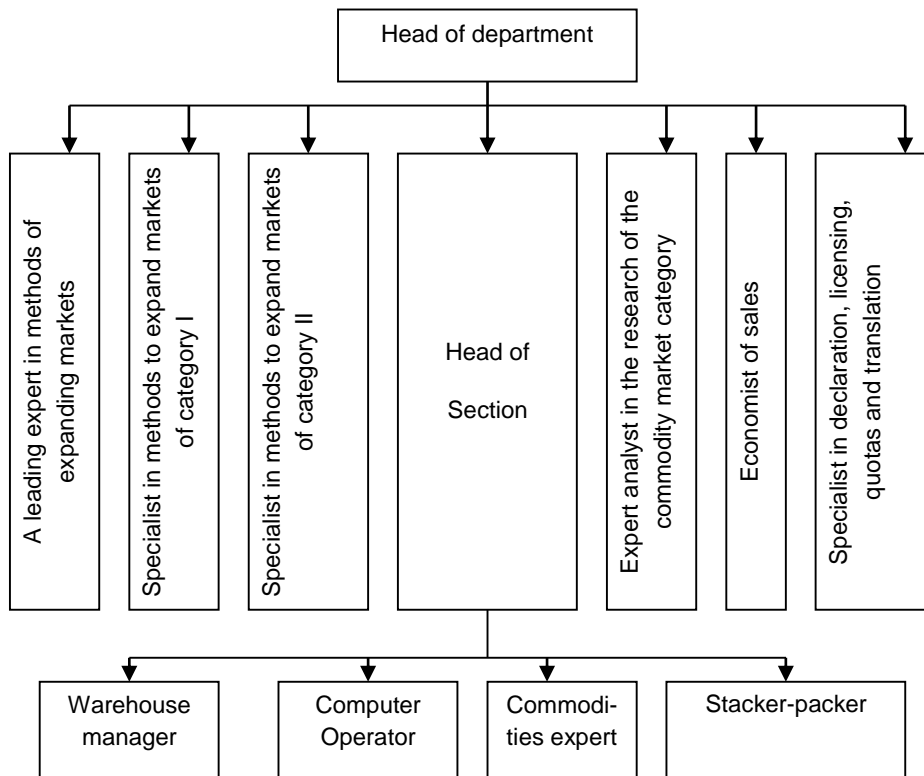 Head of department
A leading expert in methods of
expanding markets
Specialist in methods to expand markets
of category I
Specialist in methods to expand markets
of category II
Head of
Section
Expert analyst in the research of the
commodity market category
Economist of sales
Specialist in declaration, licensing,
quotas and translation
Warehouse
manager
Computer
Operator
Commodi-
ties expert
Stacker-packer